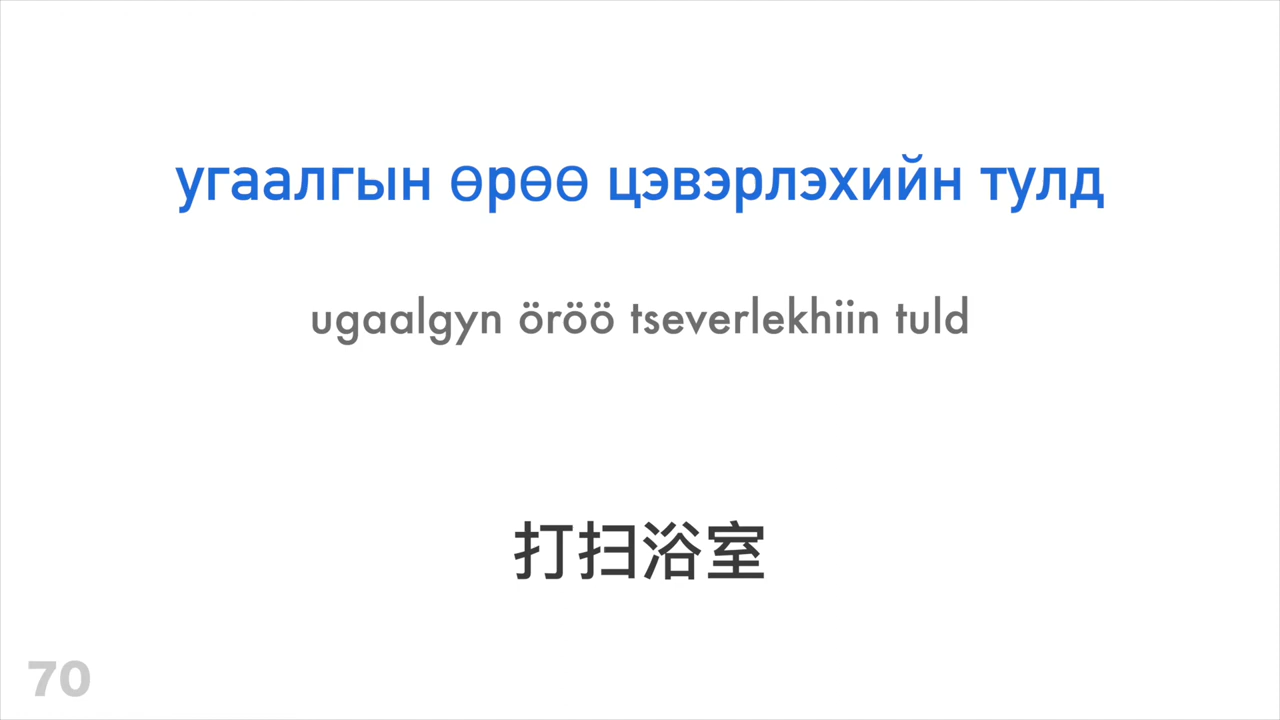 угаалгын өрөө цэвэрлэхийн тулд
ugaalgyn öröö tseverlekhiin tuld
打扫浴室
70